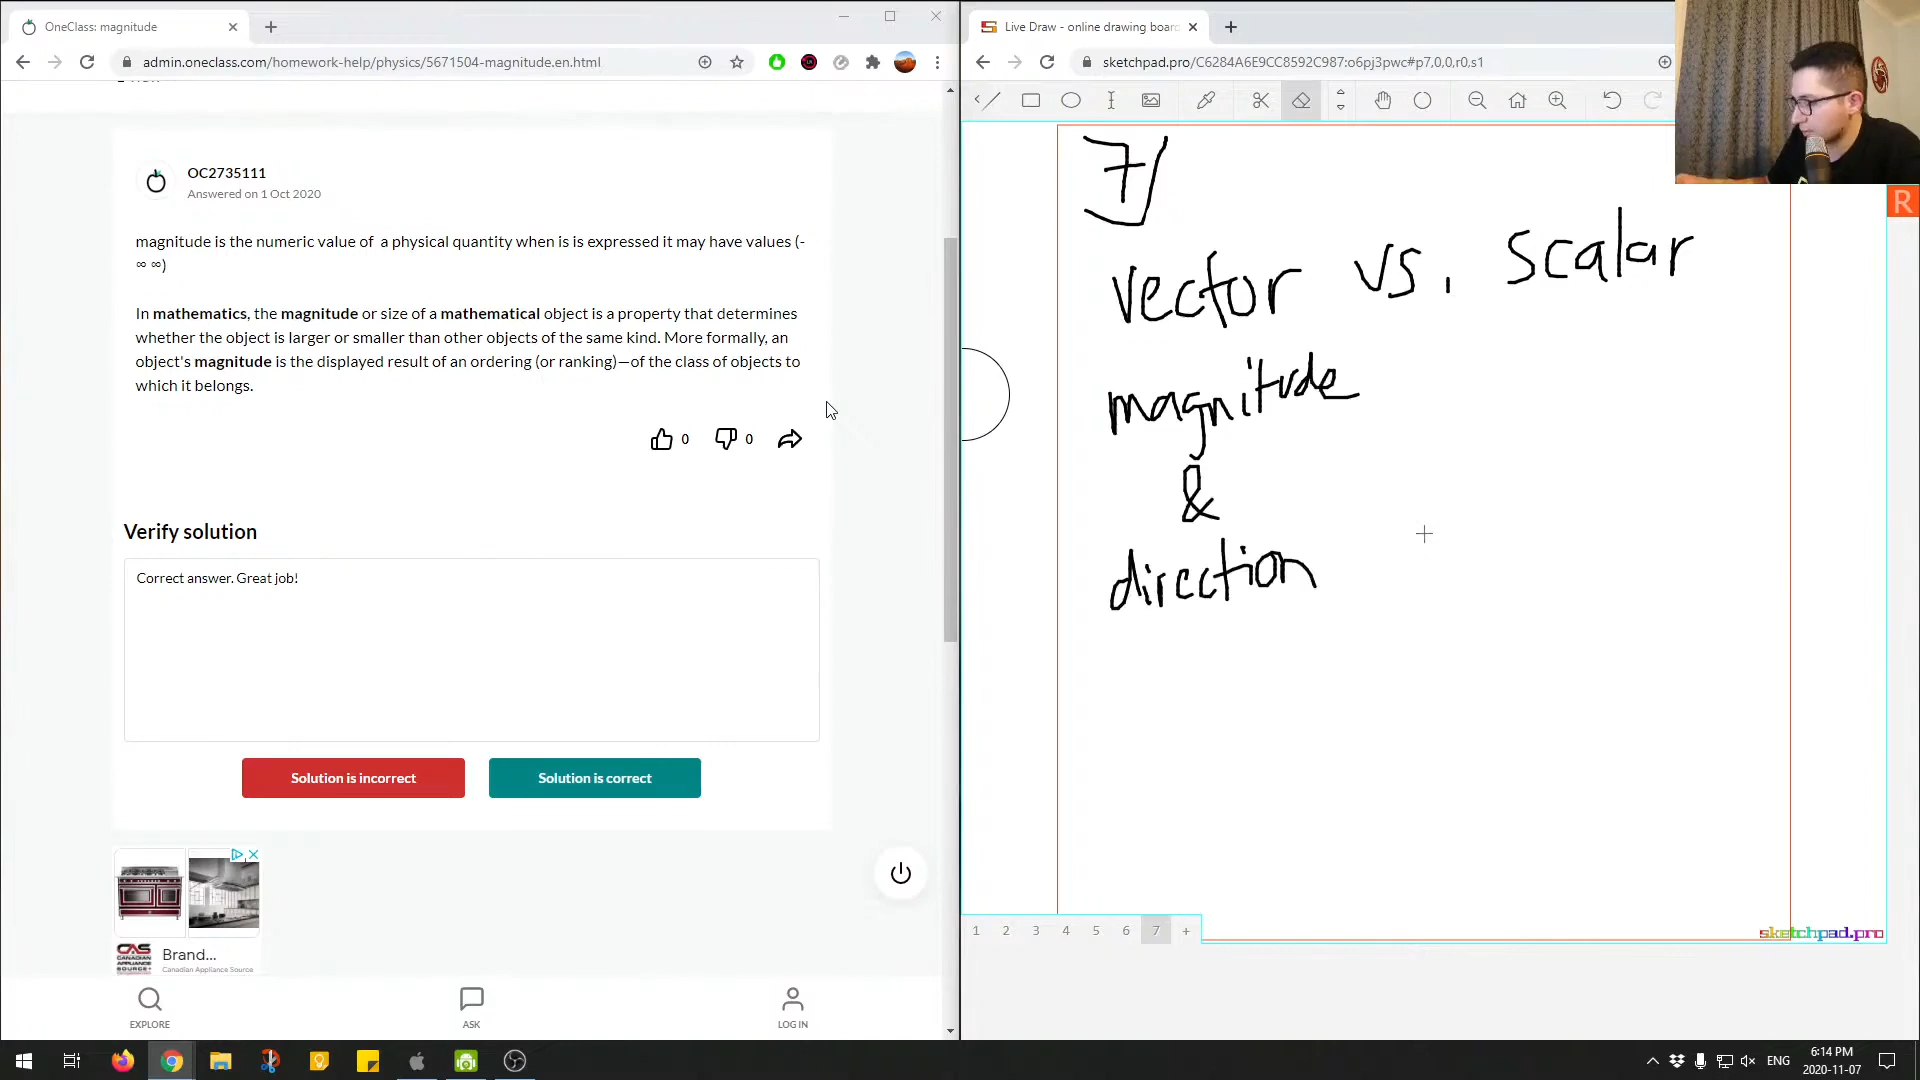 OneClass: magnitude
admin.oneclass.com/homework-help/physics/5671504-magnitude.en.html
OC2735111
Answered on 1 Oct 2020
magnitude is the numeric value of a physical quantity when is is expressed it may have values (-
∞ ∞)
In mathematics, the magnitude or size of a mathematical object is a property that determines
whether the object is larger or smaller than other objects of the same kind. More formally, an
object's magnitude is the displayed result of an ordering (or ranking)—of the class of objects to
which it belongs.
0 0
Verify solution
Correct answer. Great job!
Solution is incorrect Solution is correct
CAS
CANADIAN
APPLIANCE
SOURCE
Brand...
Canadian Appliance Source
EXPLORE ASK LOG IN
Live Draw - online drawing board
sketchpad.pro/C6284A6E9CC8592C987:o6pj3pwc#p7,0,0,r0,s1
R
7
vector vs. scalar
magnitude
&
direction
1 2 3 4 5 6 7 +
sketchpad.pro
ENG
6:14 PM
2020-11-07